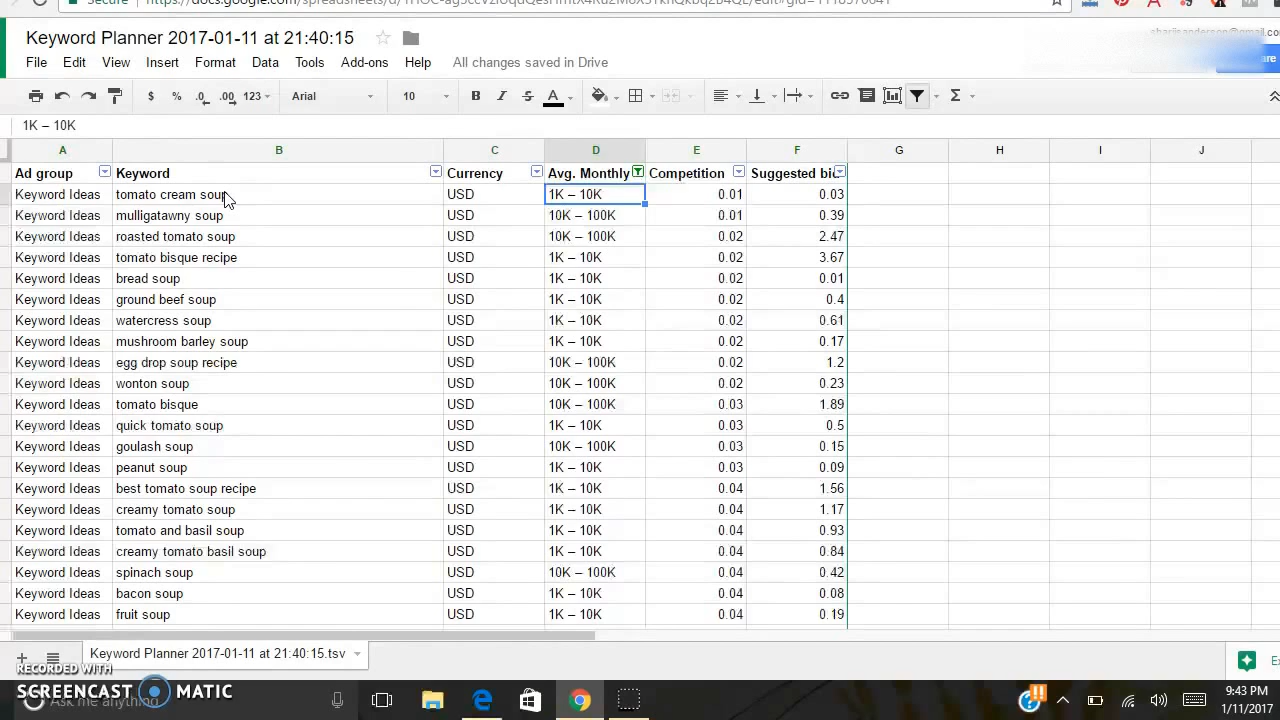 Secure
Keyword Planner 2017-01-11 at 21:40:15
File Edit View Insert Format Data Tools Add-ons Help All changes saved in Drive
$ % .0 .00 123 Arial 10 B I S A Σ
1K – 10K
A B C D E F G H I J
Ad group Keyword Currency Avg. Monthly Competition Suggested bid
Keyword Ideas tomato cream soup USD 1K – 10K 0.01 0.03
Keyword Ideas mulligatawny soup USD 10K – 100K 0.01 0.39
Keyword Ideas roasted tomato soup USD 10K – 100K 0.02 2.47
Keyword Ideas tomato bisque recipe USD 1K – 10K 0.02 3.67
Keyword Ideas bread soup USD 1K – 10K 0.02 0.01
Keyword Ideas ground beef soup USD 1K – 10K 0.02 0.4
Keyword Ideas watercress soup USD 1K – 10K 0.02 0.61
Keyword Ideas mushroom barley soup USD 1K – 10K 0.02 0.17
Keyword Ideas egg drop soup recipe USD 10K – 100K 0.02 1.2
Keyword Ideas wonton soup USD 10K – 100K 0.02 0.23
Keyword Ideas tomato bisque USD 10K – 100K 0.03 1.89
Keyword Ideas quick tomato soup USD 1K – 10K 0.03 0.5
Keyword Ideas goulash soup USD 10K – 100K 0.03 0.15
Keyword Ideas peanut soup USD 1K – 10K 0.03 0.09
Keyword Ideas best tomato soup recipe USD 1K – 10K 0.04 1.56
Keyword Ideas creamy tomato soup USD 1K – 10K 0.04 1.17
Keyword Ideas tomato and basil soup USD 1K – 10K 0.04 0.93
Keyword Ideas creamy tomato basil soup USD 1K – 10K 0.04 0.84
Keyword Ideas spinach soup USD 10K – 100K 0.04 0.42
Keyword Ideas bacon soup USD 1K – 10K 0.04 0.08
Keyword Ideas fruit soup USD 1K – 10K 0.04 0.19
Keyword Planner 2017-01-11 at 21:40:15.tsv
RECORDED WITH
SCREENCAST MATIC
Ask me anything
9:43 PM
1/11/2017